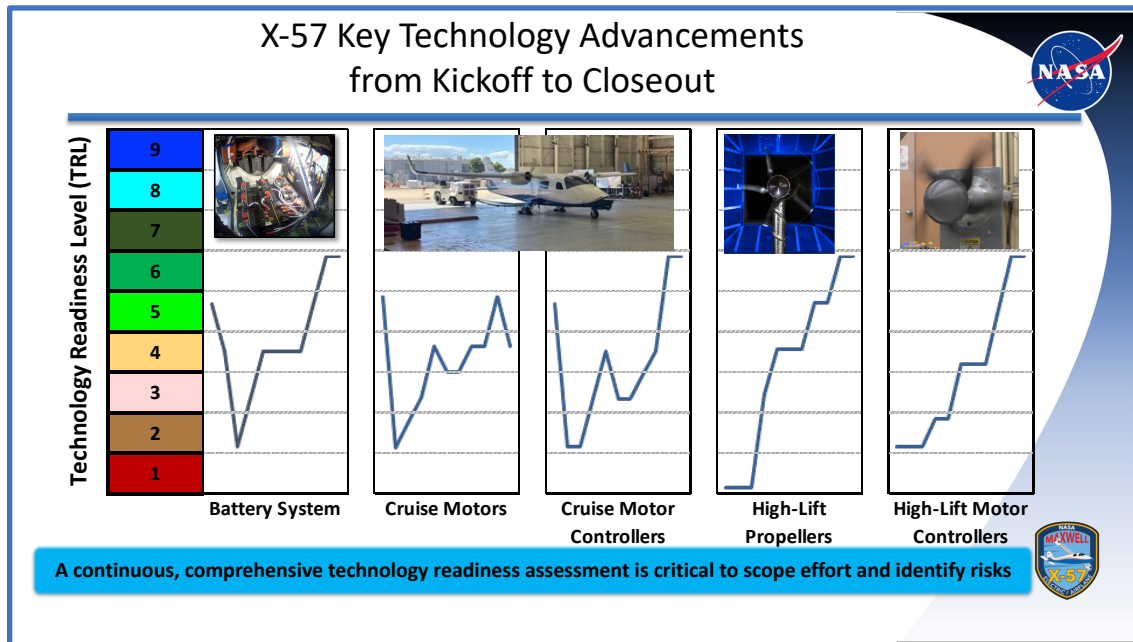 X-57 Key Technology Advancements
from Kickoff to Closeout
NASA
Technology Readiness Level (TRL)
9
8
7
6
5
4
3
2
1
Battery System
Cruise Motors
Cruise Motor
Controllers
High-Lift
Propellers
High-Lift Motor
Controllers
A continuous, comprehensive technology readiness assessment is critical to scope effort and identify risks
NASA
MAXWELL
X-57
ELECTRIC AIRPLANE